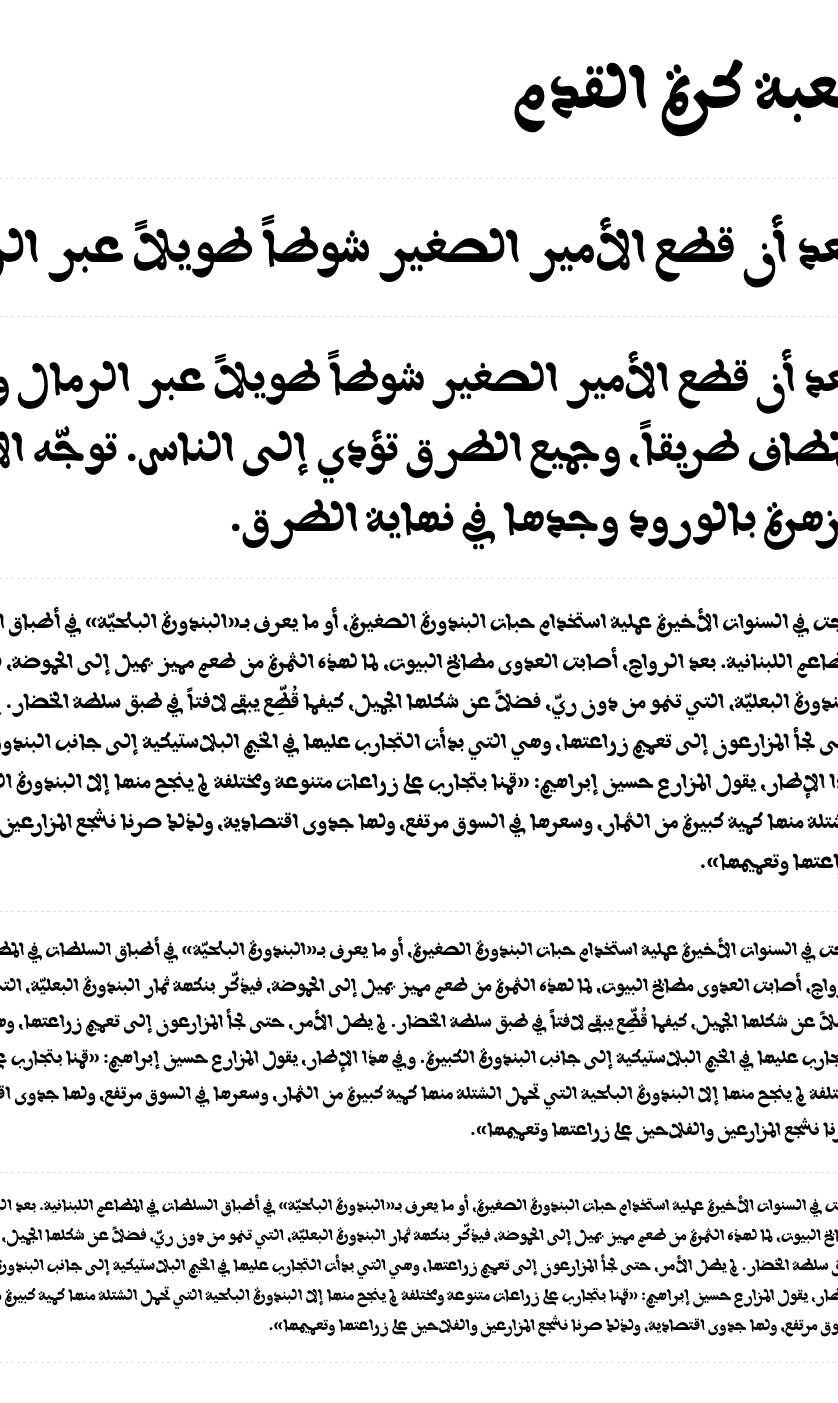 عبة كرة القدم
عد أن قطع الأمير الصغير شوطاً طويلاً عبر الر
عد أن قطع الأمير الصغير شوطاً طويلاً عبر الرمال و
طاف طريقاً، وجميع الطرق تؤدي إلى الناس. توجّه الأ
زهرة بالورود وجدها في نهاية الطرق.
جت في السنوات الأخيرة عملية استخدام حبات البندورة الصغيرة، أو ما يعرف بـ«البندورة البلحيّة» في أطباق ا
طاعم اللبنانية. بعد الرواج، أصابت العدوى مطابخ البيوت، لما لهذه الثمرة من طعم مميز جميل إلى الحموضة،
ندورة البعليّة، التي تنمو من دون ريّ، فضلاً عن شكلها الجميل، كيفما قُطِّع يبقى لافتاً في طبق سلطة الخضار.
ى لجأ المزارعون إلى تعميم زراعتها، وهي التي بدأت التجارب عليها في الخيم البلاستيكية إلى جانب البندور
ا الإطار، يقول المزارع حسين إبراهيم: «قمنا بتجارب على زراعات متنوعة ومختلفة لم ينجح منها إلا البندورة ال
شتلة منها كمية كبيرة من الثمار، وسعرها في السوق مرتفع، ولها جدوى اقتصادية، ولذلك صرنا نشجع المزارعين
اعتها وتعميمها».
جت في السنوات الأخيرة عملية استخدام حبات البندورة الصغيرة، أو ما يعرف بـ«البندورة البلحيّة» في أطباق السلطات في المط
رواج، أصابت العدوى مطابخ البيوت، لما لهذه الثمرة من طعم مميز جميل إلى الحموضة، فيذكّر بنكهة ثمار البندورة البعليّة، الت
لاً عن شكلها الجميل، كيفما قُطِّع يبقى لافتاً في طبق سلطة الخضار. لم يطل الأمر، حتى لجأ المزارعون إلى تعميم زراعتها، وه
جارب عليها في الخيم البلاستيكية إلى جانب البندورة الكبيرة. وفي هذا الإطار، يقول المزارع حسين إبراهيم: «قمنا بتجارب ع
تلفة لم ينجح منها إلا البندورة البلحية التي تحمل الشتلة منها كمية كبيرة من الثمار، وسعرها في السوق مرتفع، ولها جدوى اق
رنا نشجع المزارعين والفلاحين على زراعتها وتعميمها».
ت في السنوات الأخيرة عملية استخدام حبات البندورة الصغيرة، أو ما يعرف بـ«البندورة البلحيّة» في أطباق السلطات في المطاعم اللبنانية. بعد ال
خ البيوت، لما لهذه الثمرة من طعم مميز جميل إلى الحموضة، فيذكّر بنكهة ثمار البندورة البعليّة، التي تنمو من دون ريّ، فضلاً عن شكلها الجميل،
ق سلطة الخضار. لم يطل الأمر، حتى لجأ المزارعون إلى تعميم زراعتها، وهي التي بدأت التجارب عليها في الخيم البلاستيكية إلى جانب البندورة
طار، يقول المزارع حسين إبراهيم: «قمنا بتجارب على زراعات متنوعة ومختلفة لم ينجح منها إلا البندورة البلحية التي تحمل الشتلة منها كمية كبيرة
وق مرتفع، ولها جدوى اقتصادية، ولذلك صرنا نشجع المزارعين والفلاحين على زراعتها وتعميمها».